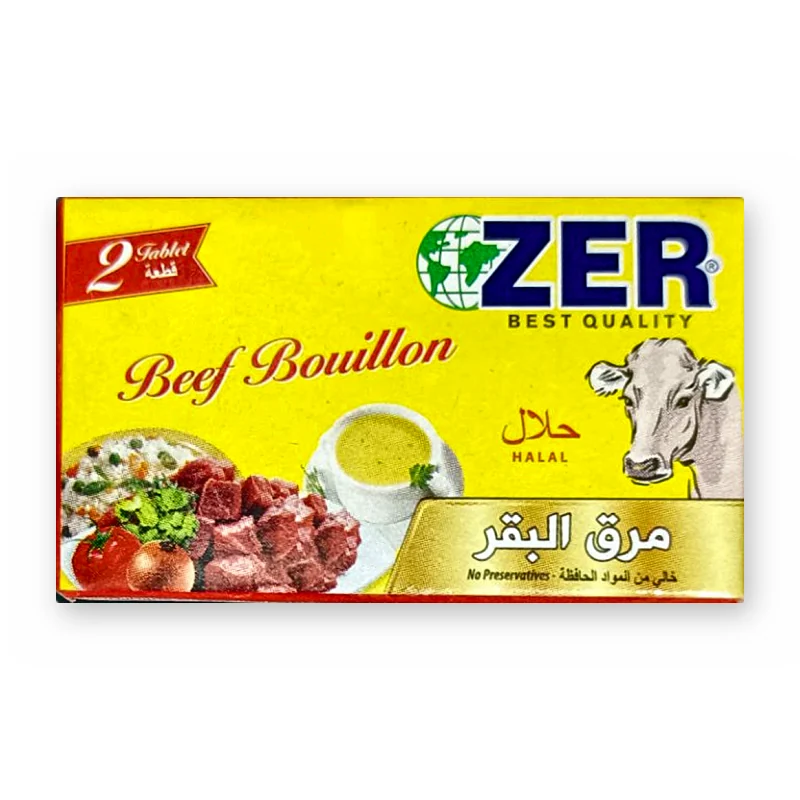 2 Tablet
قطعة
ZER®
BEST QUALITY
Beef Bouillon
حلال
HALAL
مرق البقر
No Preservatives - خالي من المواد الحافظة